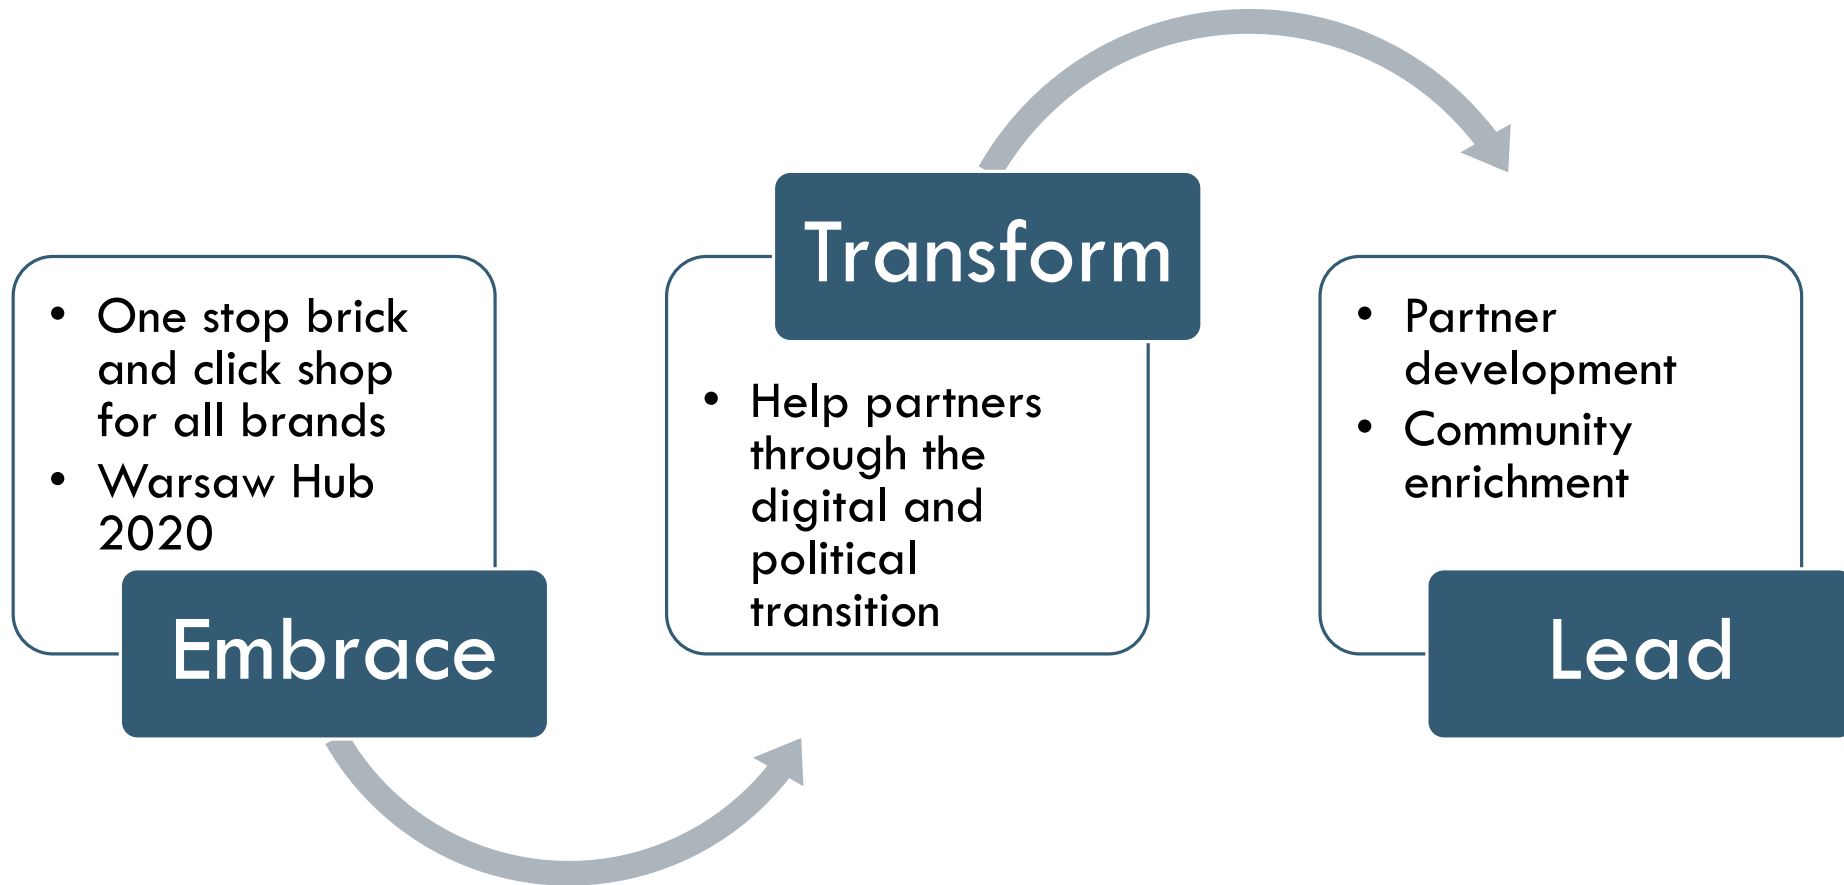 • One stop brick
and click shop
for all brands
• Warsaw Hub
2020
Embrace
Transform
• Help partners
through the
digital and
political
transition
• Partner
development
• Community
enrichment
Lead